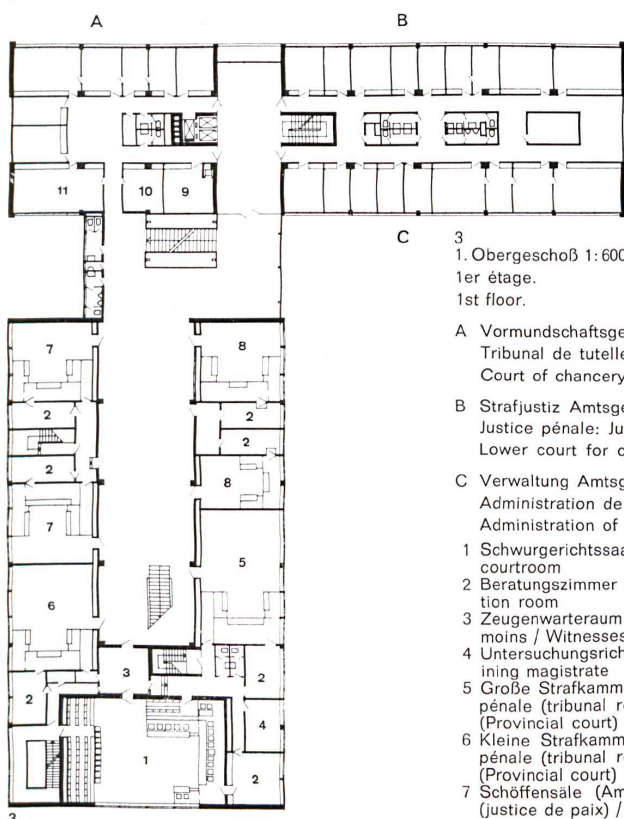 A
B
11
10
9
C
7
8
2
2
2
2
8
7
5
6
3
2
2
4
1
2
3
3
1. Obergeschoß 1:600
1er étage.
1st floor.
A Vormundschaftsge
Tribunal de tutelle
Court of chancery
B Strafjustiz Amtsge
Justice pénale: Ju
Lower court for c
C Verwaltung Amtsg
Administration de
Administration of
1 Schwurgerichtssaa
courtroom
2 Beratungszimmer
tion room
3 Zeugenwarteraum
moins / Witnesses
4 Untersuchungsrich
ining magistrate
5 Große Strafkamm
pénale (tribunal re
(Provincial court)
6 Kleine Strafkamm
pénale (tribunal re
(Provincial court)
7 Schöffensäle (Am
(justice de paix) /